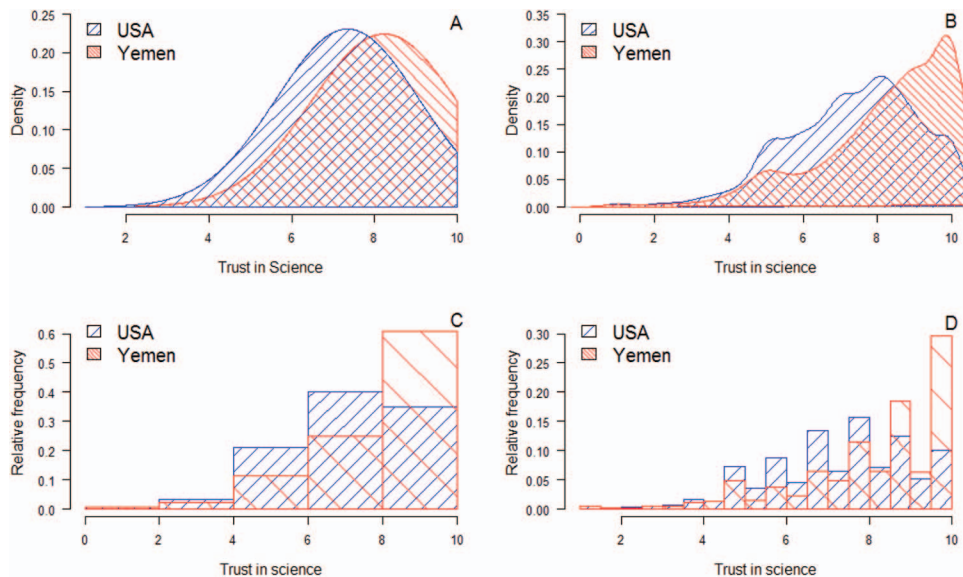 A
USA
Yemen
Density
0.25
0.20
0.15
0.10
0.05
0.00
2 4 6 8 10
Trust in Science
B
USA
Yemen
Density
0.35
0.30
0.25
0.20
0.15
0.10
0.05
0.00
0 2 4 6 8 10
Trust in science
C
USA
Yemen
Relative frequency
0.6
0.5
0.4
0.3
0.2
0.1
0.0
0 2 4 6 8 10
Trust in science
D
USA
Yemen
Relative frequency
0.30
0.25
0.20
0.15
0.10
0.05
0.00
2 4 6 8 10
Trust in science